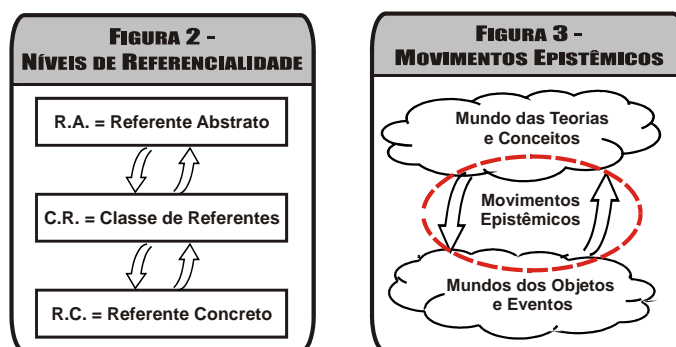 FIGURA 2 -
NÍVEIS DE REFERENCIALIDADE
R.A. = Referente Abstrato
C.R. = Classe de Referentes
R.C. = Referente Concreto
FIGURA 3 -
MOVIMENTOS EPISTÊMICOS
Mundo das Teorias
e Conceitos
Movimentos
Epistêmicos
Mundos dos Objetos
e Eventos